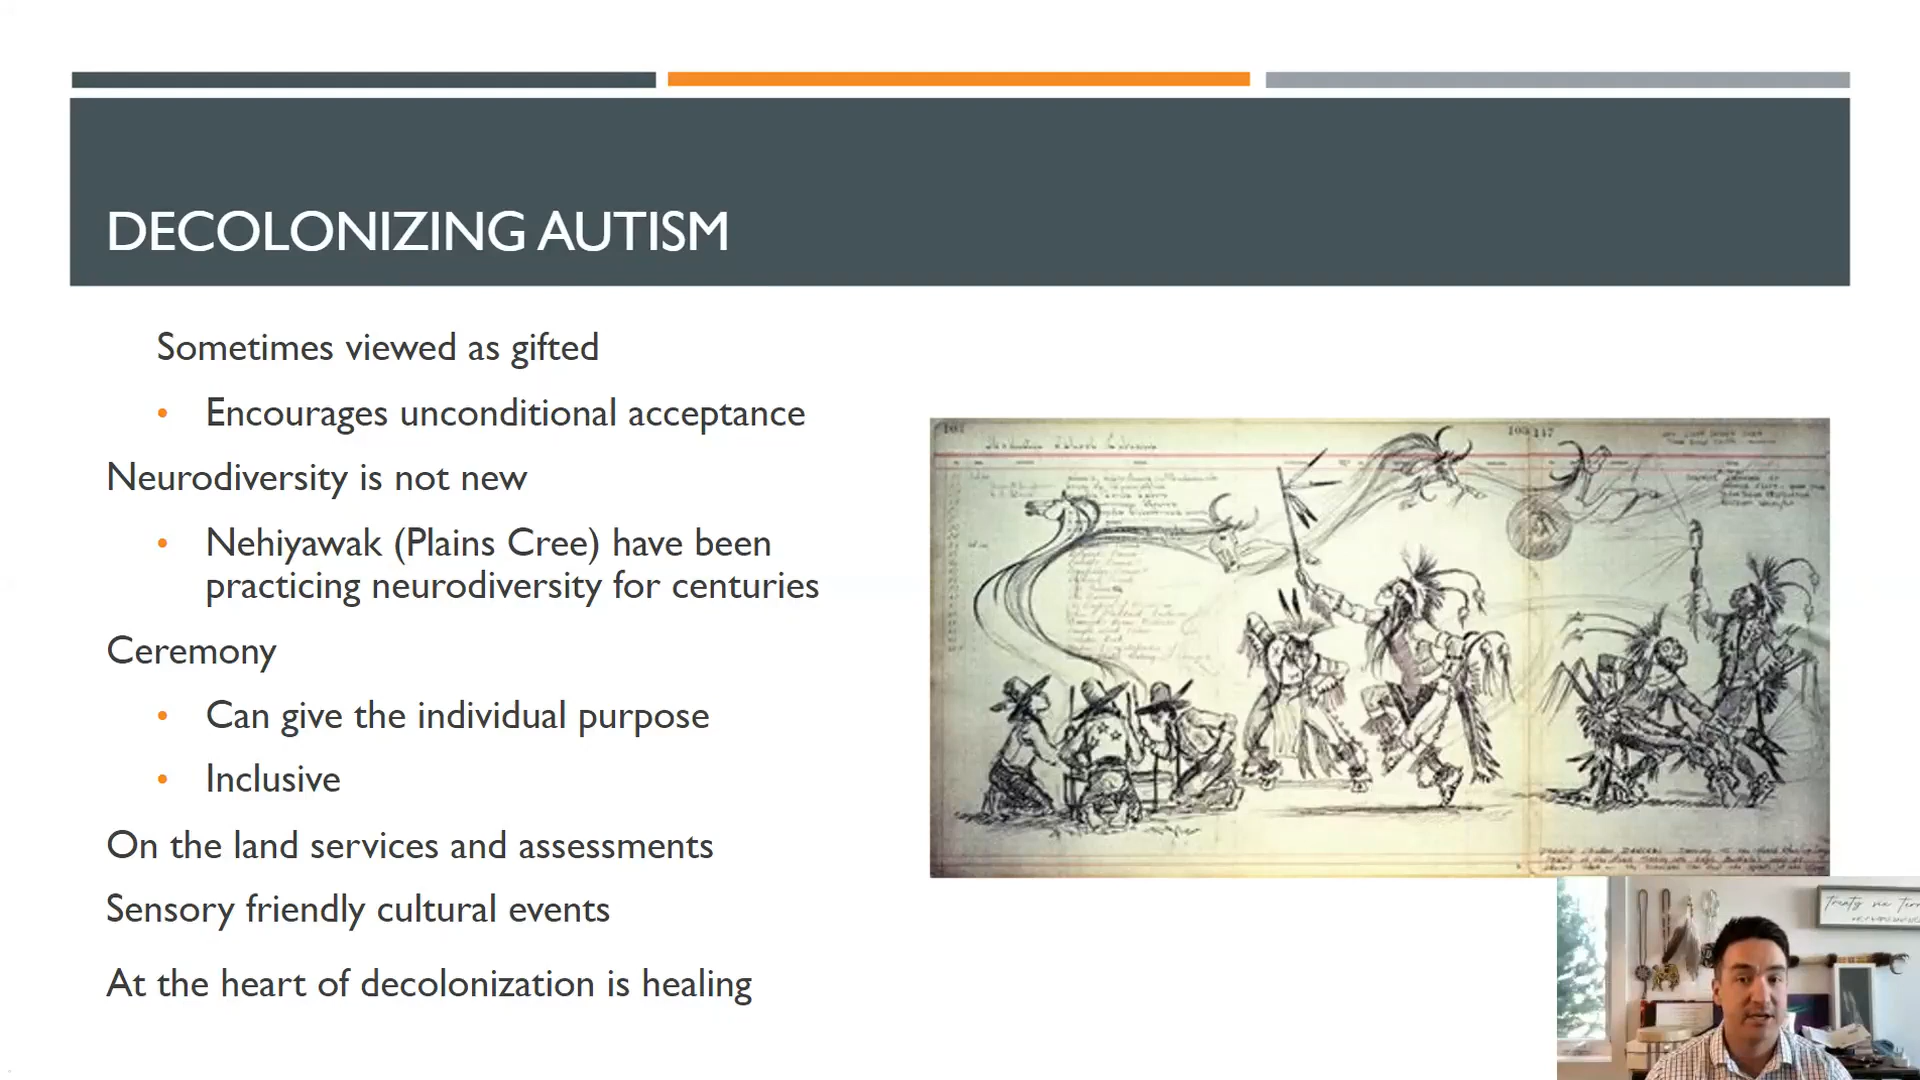 DECOLONIZING AUTISM
Sometimes viewed as gifted
• Encourages unconditional acceptance
Neurodiversity is not new
• Nehiyawak (Plains Cree) have been
practicing neurodiversity for centuries
Ceremony
• Can give the individual purpose
• Inclusive
On the land services and assessments
Sensory friendly cultural events
At the heart of decolonization is healing
Treaty six